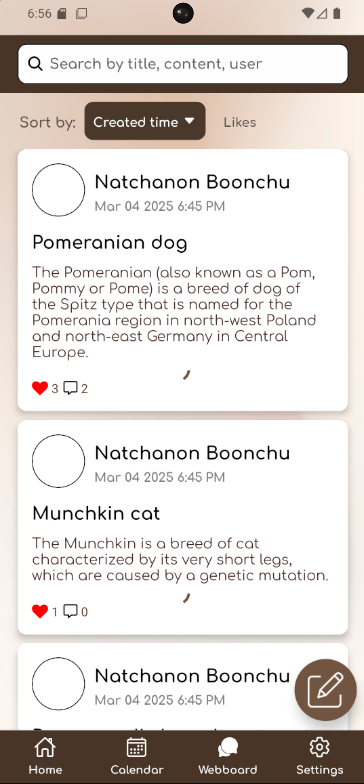 6:56
Search by title, content, user
Sort by: Created time Likes
Natchanon Boonchu
Mar 04 2025 6:45 PM
Pomeranian dog
The Pomeranian (also known as a Pom,
Pommy or Pome) is a breed of dog of
the Spitz type that is named for the
Pomerania region in north-west Poland
and north-east Germany in Central
Europe.
3 2
Natchanon Boonchu
Mar 04 2025 6:45 PM
Munchkin cat
The Munchkin is a breed of cat
characterized by its very short legs,
which are caused by a genetic mutation.
1 0
Natchanon Boonchu
Mar 04 2025 6:45 PM
Home Calendar Webboard Settings